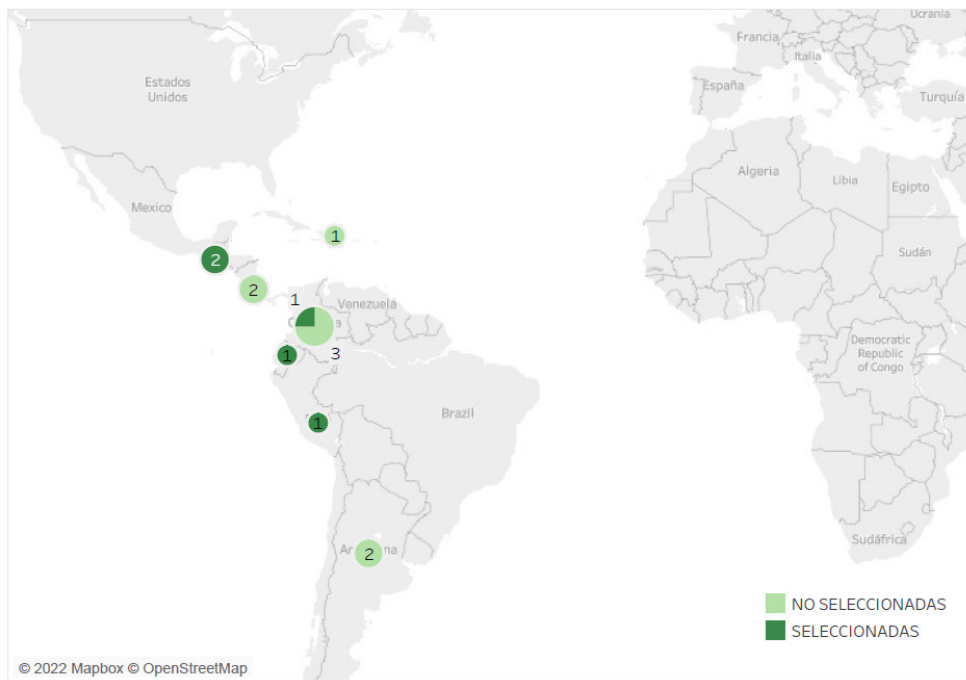 Ucrania
Francia
Italia
Estados
Unidos
España
Turquía
Argelia
Libia
Egipto
Mexico
1
Sudán
2
2
1
Venezuela
3
1
Democratic
Republic
of Congo
Brazil
1
Sudáfrica
2
NO SELECCIONADAS
SELECCIONADAS
© 2022 Mapbox © OpenStreetMap